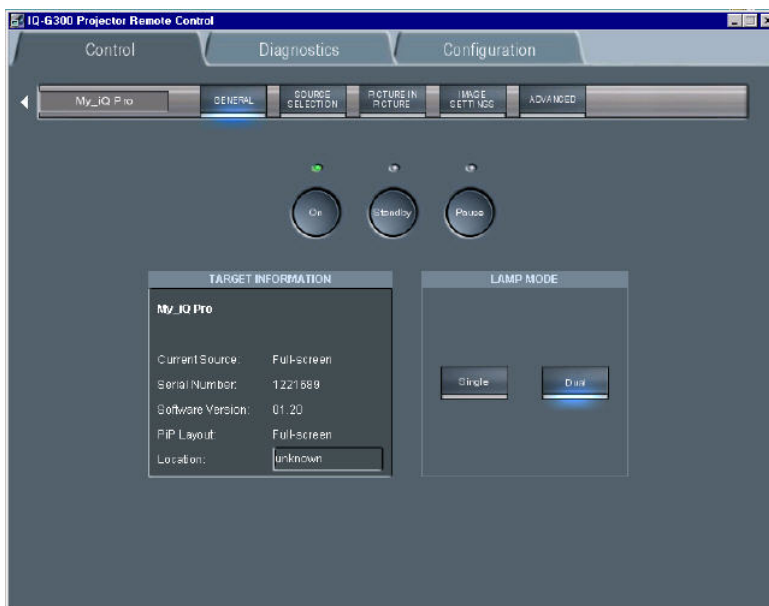 IQ-G300 Projector Remote Control
Control Diagnostics Configuration
My_iQ Pro GENERAL SOURCE SELECTION PICTURE IN PICTURE IMAGE SETTINGS ADVANCED
On Standby Pause
TARGET INFORMATION
My_IQ Pro
Current Source: Full-screen
Serial Number: 1221689
Software Version: 01.20
PiP Layout: Full-screen
Location: unknown
LAMP MODE
Single Dual